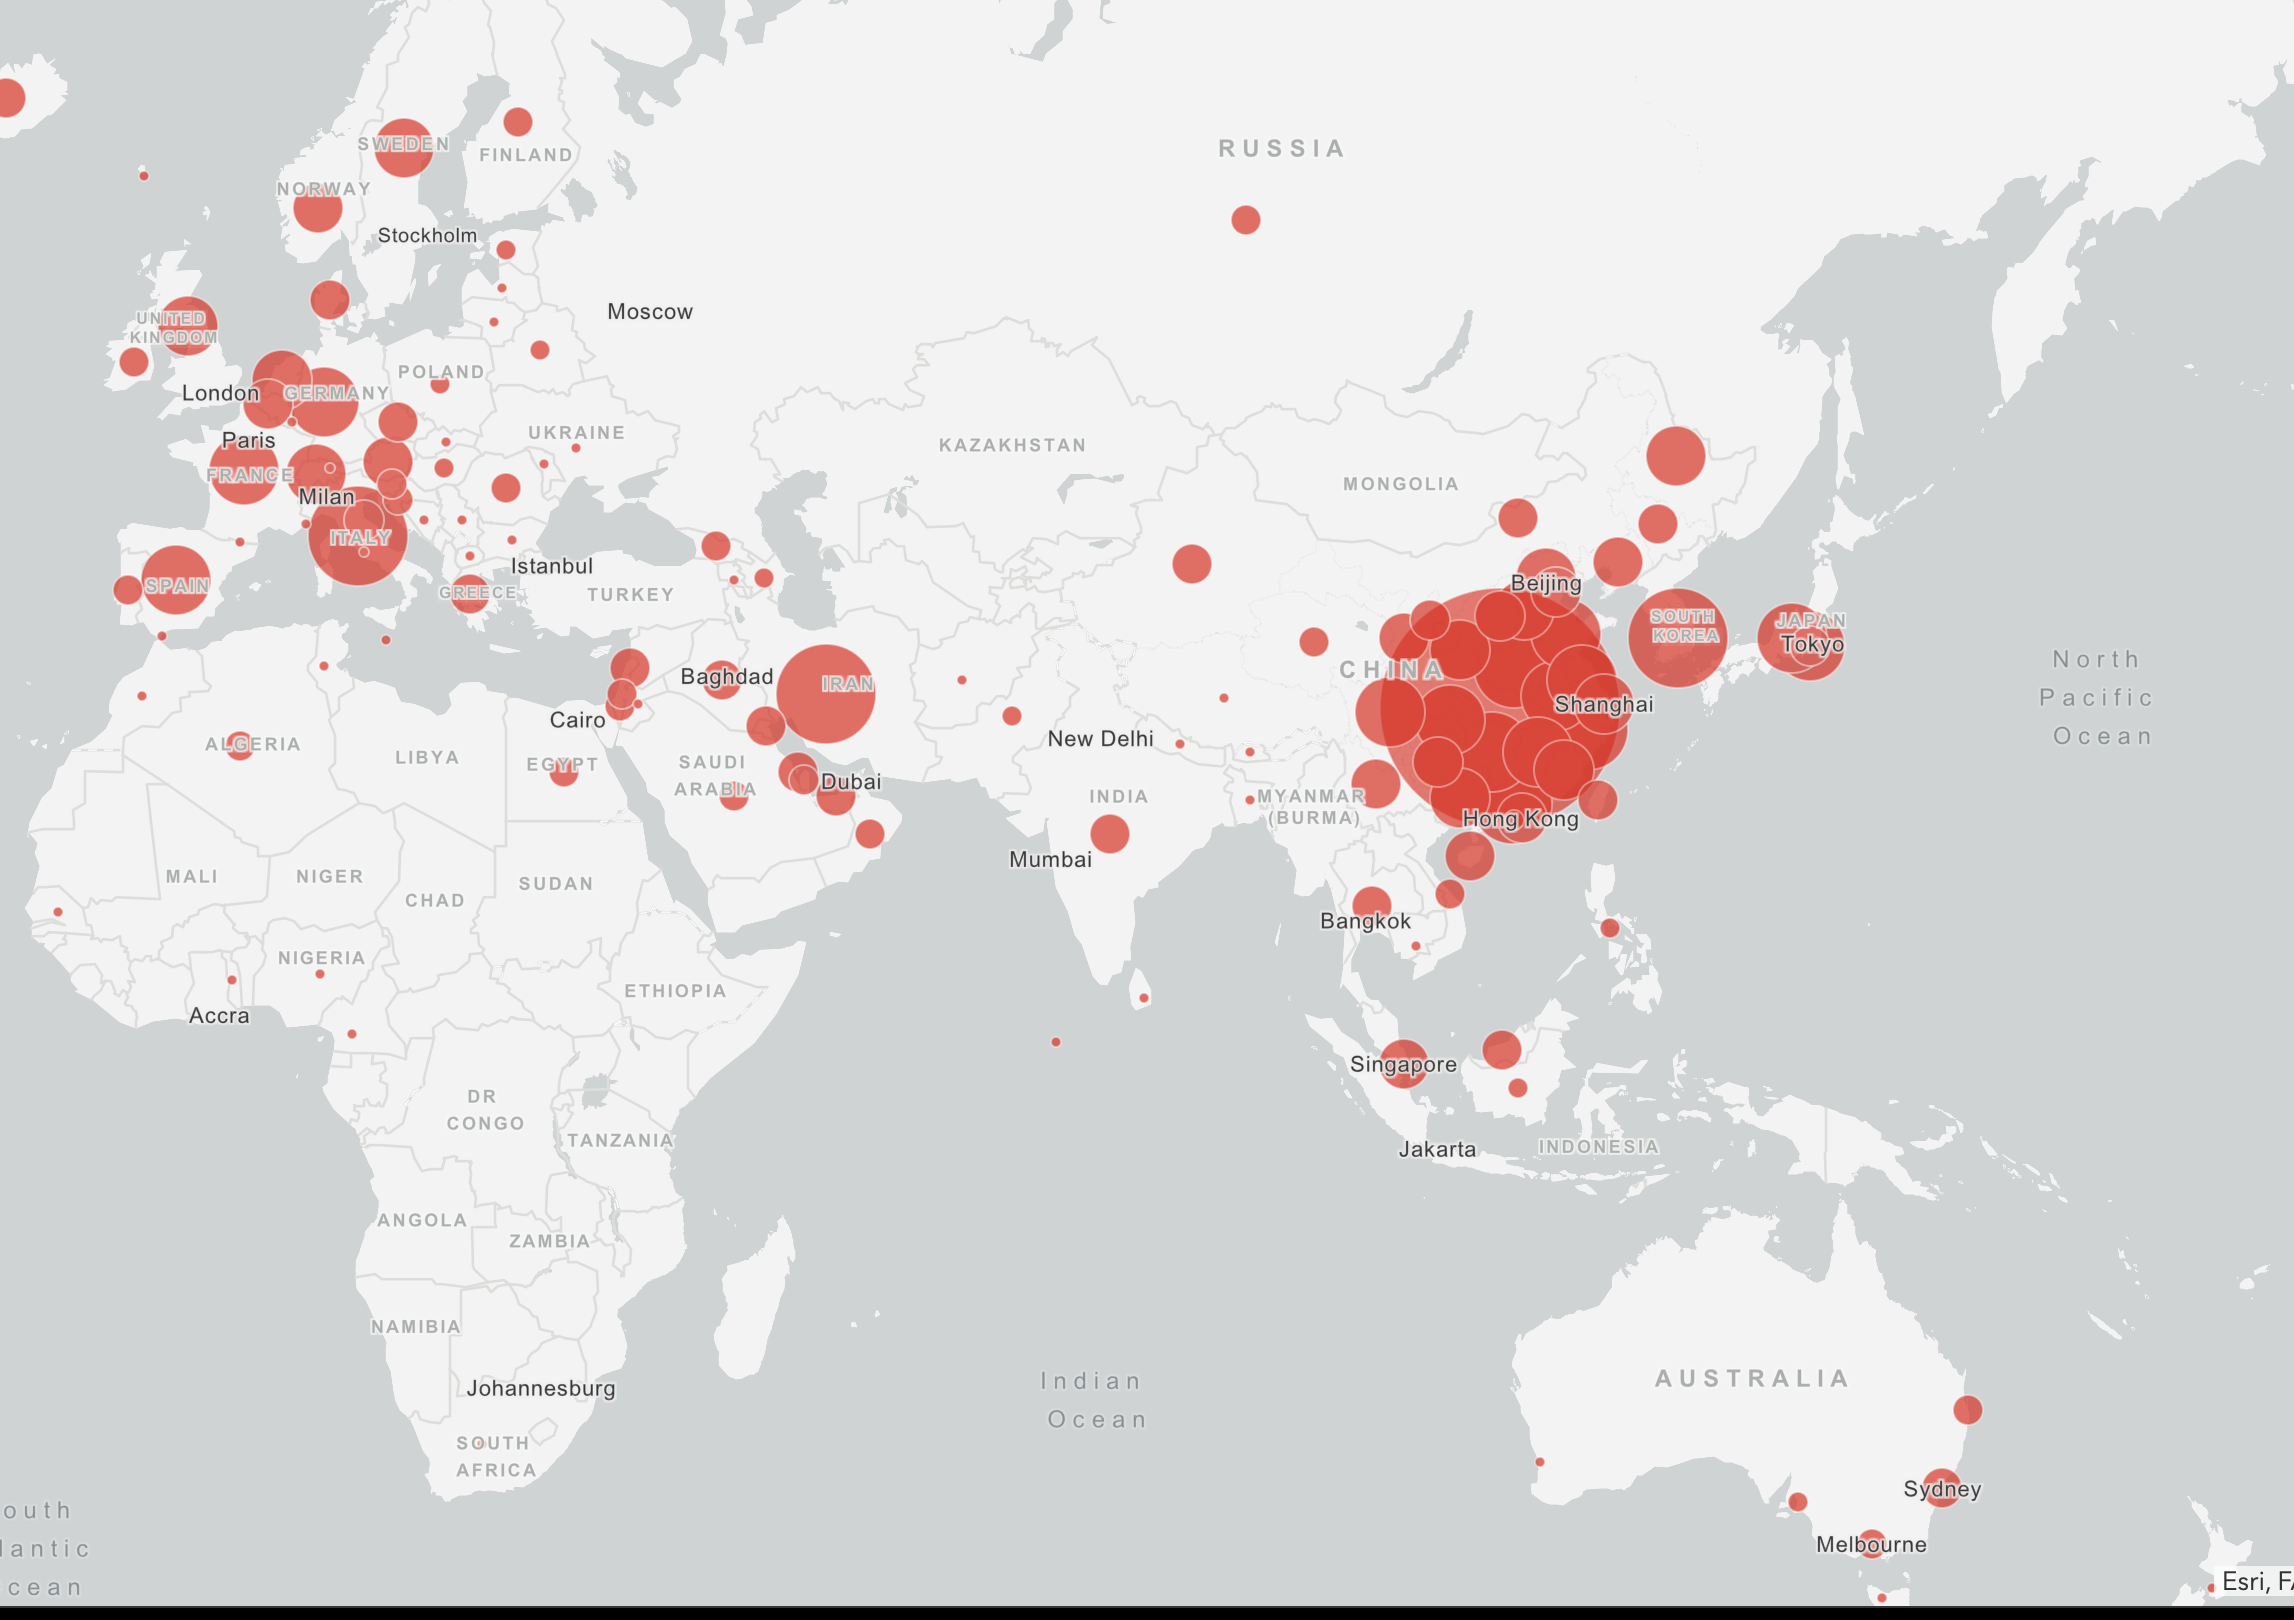 SWEDEN
FINLAND
RUSSIA
NORWAY
Stockholm
Moscow
UNITED
KINGDOM
POLAND
London
GERMANY
UKRAINE
Paris
FRANCE
KAZAKHSTAN
MONGOLIA
Milan
ITALY
Istanbul
SPAIN
GREECE
TURKEY
Beijing
SOUTH
KOREA
JAPAN
Tokyo
North
Pacific
Ocean
Baghdad
IRAN
CHINA
Shanghai
Cairo
New Delhi
ALGERIA
LIBYA
EGYPT
SAUDI
ARABIA
Dubai
INDIA
MYANMAR
(BURMA)
Hong Kong
Mumbai
MALI
NIGER
CHAD
SUDAN
Bangkok
NIGERIA
ETHIOPIA
Accra
Singapore
DR
CONGO
TANZANIA
Jakarta
INDONESIA
ANGOLA
ZAMBIA
NAMIBIA
Indian
Ocean
AUSTRALIA
Johannesburg
SOUTH
AFRICA
Sydney
Melbourne
outh
lantic
cean
Esri, FA